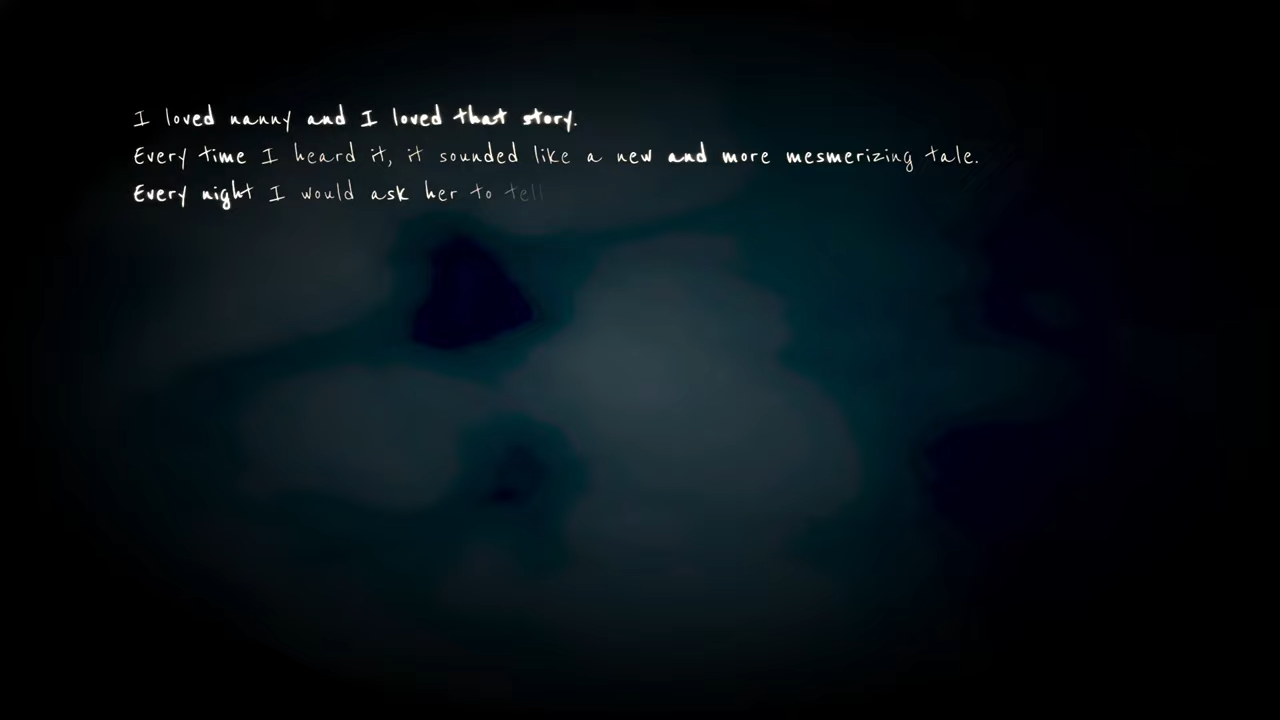 I loved nanny and I loved that story.
Every time I heard it, it sounded like a new and more mesmerizing tale.
Every night I would ask her to tell